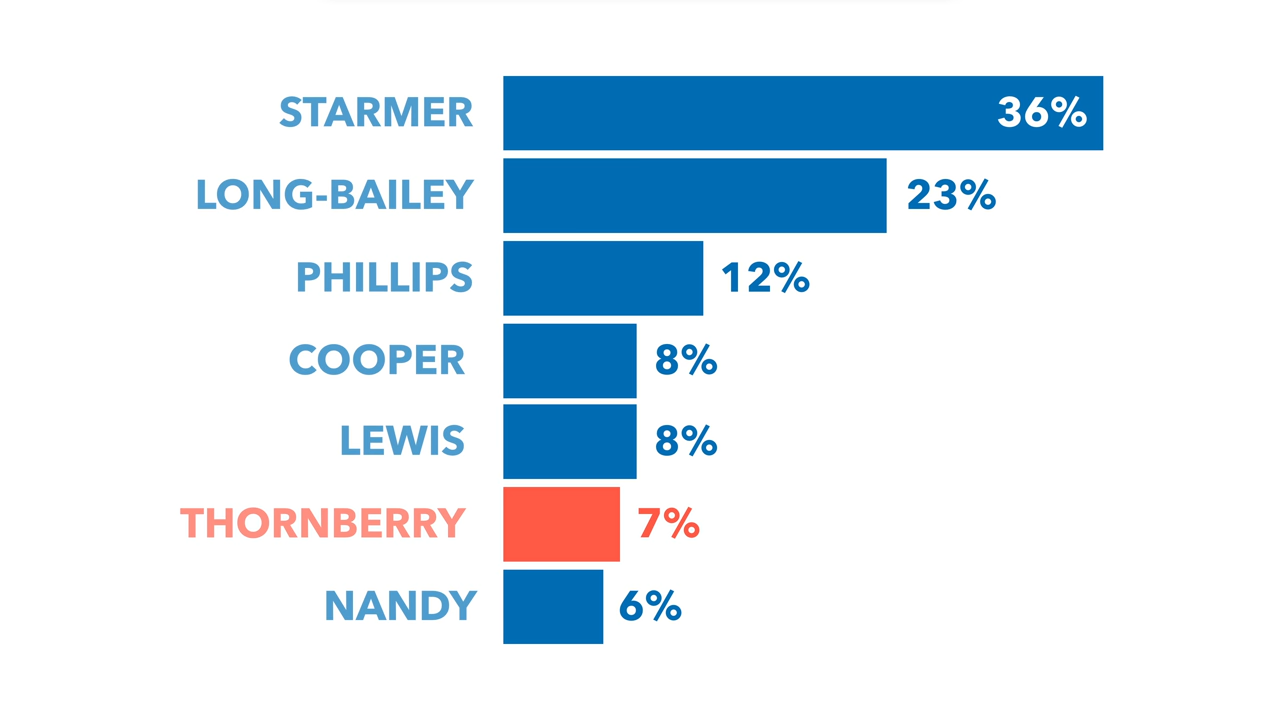 STARMER 36%
LONG-BAILEY 23%
PHILLIPS 12%
COOPER 8%
LEWIS 8%
THORNBERRY 7%
NANDY 6%